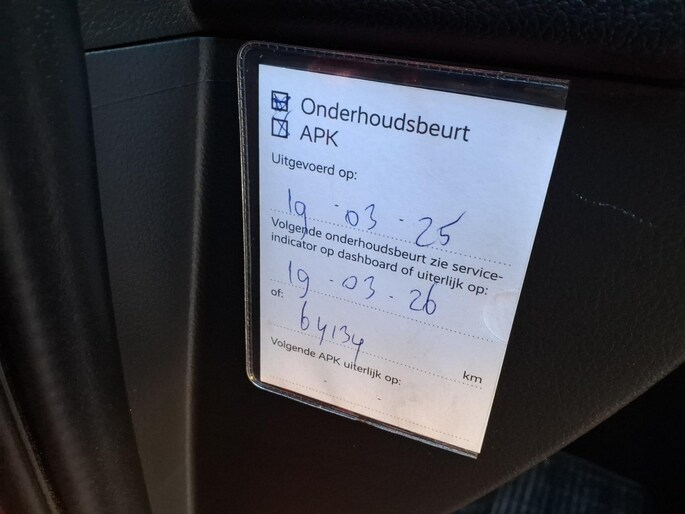 Onderhoudsbeurt
APK
Uitgevoerd op:
19-03-25
Volgende onderhoudsbeurt zie service-
indicator op dashboard of uiterlijk op:
19-03-26
of: 64134 km
Volgende APK uiterlijk op: